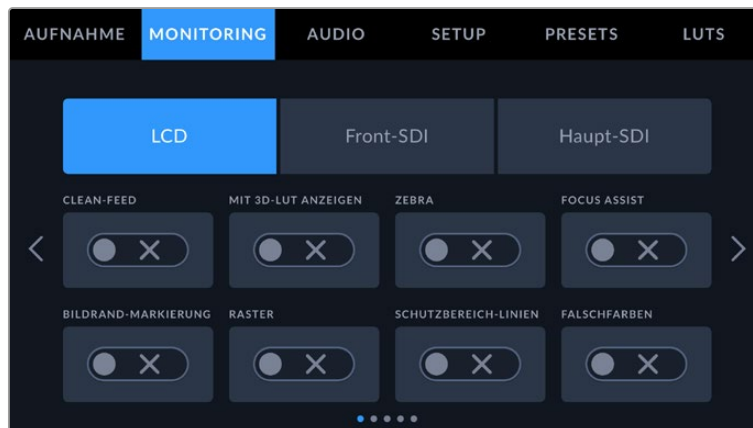 AUFNAHME MONITORING AUDIO SETUP PRESETS LUTS
LCD Front-SDI Haupt-SDI
CLEAN-FEED MIT 3D-LUT ANZEIGEN ZEBRA FOCUS ASSIST
BILDRAND-MARKIERUNG RASTER SCHUTZBEREICH-LINIEN FALSCHFARBEN